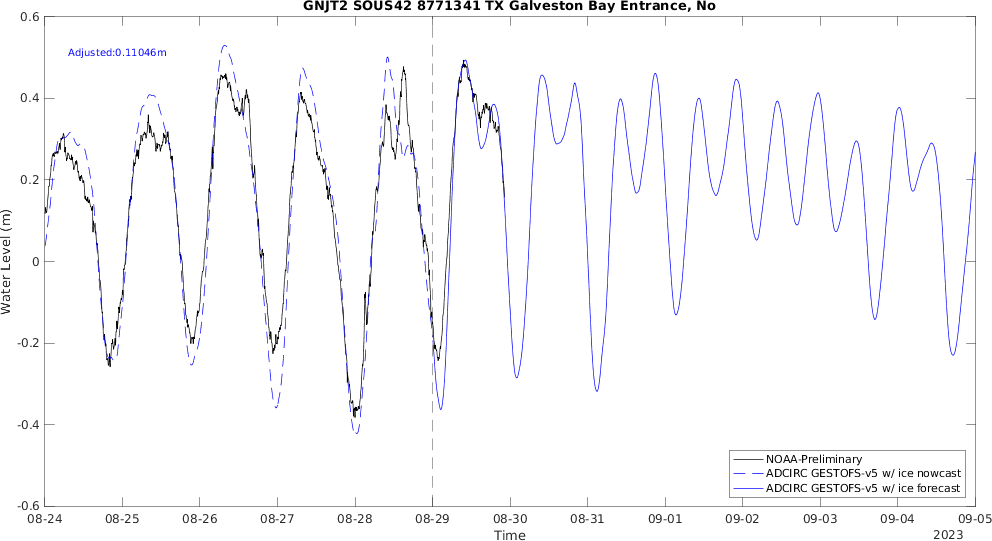 GNJT2 SOUS42 8771341 TX Galveston Bay Entrance, No
Adjusted:0.11046m
Water Level (m)
0.6
0.4
0.2
0
-0.2
-0.4
-0.6
NOAA-Preliminary
ADCIRC GESTOFS-v5 w/ ice nowcast
ADCIRC GESTOFS-v5 w/ ice forecast
08-24 08-25 08-26 08-27 08-28 08-29 08-30 08-31 09-01 09-02 09-03 09-04 09-05
Time
2023